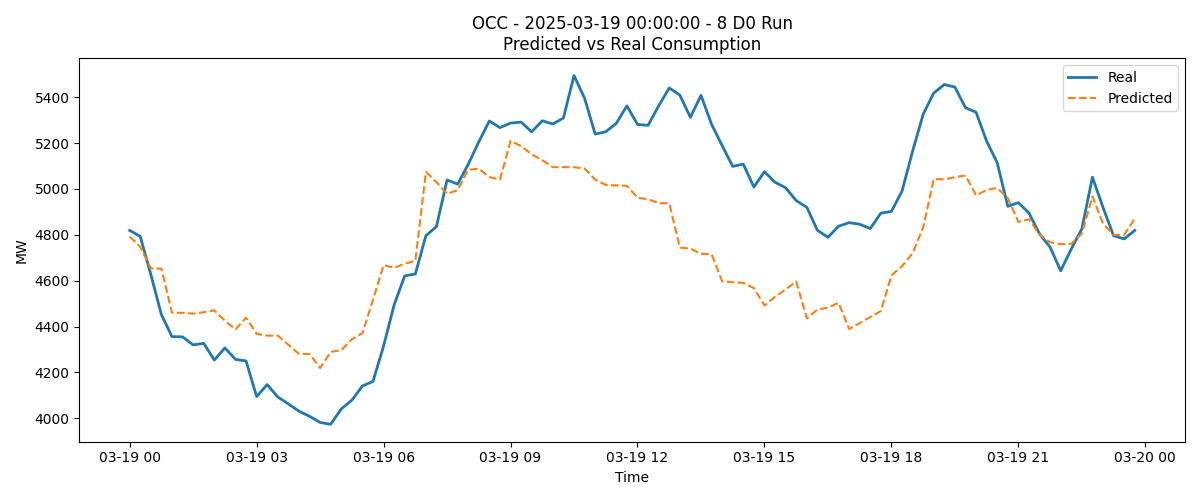 OCC - 2025-03-19 00:00:00 - 8 D0 Run
Predicted vs Real Consumption
Real
Predicted
MW
5400
5200
5000
4800
4600
4400
4200
4000
03-19 00
03-19 03
03-19 06
03-19 09
03-19 12
03-19 15
03-19 18
03-19 21
03-20 00
Time